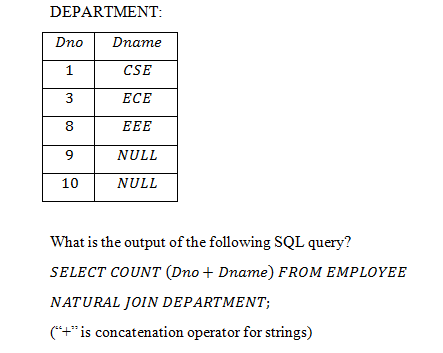 DEPARTMENT:
Dno Dname
1 CSE
3 ECE
8 EEE
9 NULL
10 NULL
What is the output of the following SQL query?
SELECT COUNT (Dno + Dname) FROM EMPLOYEE
NATURAL JOIN DEPARTMENT;
(“+” is concatenation operator for strings)